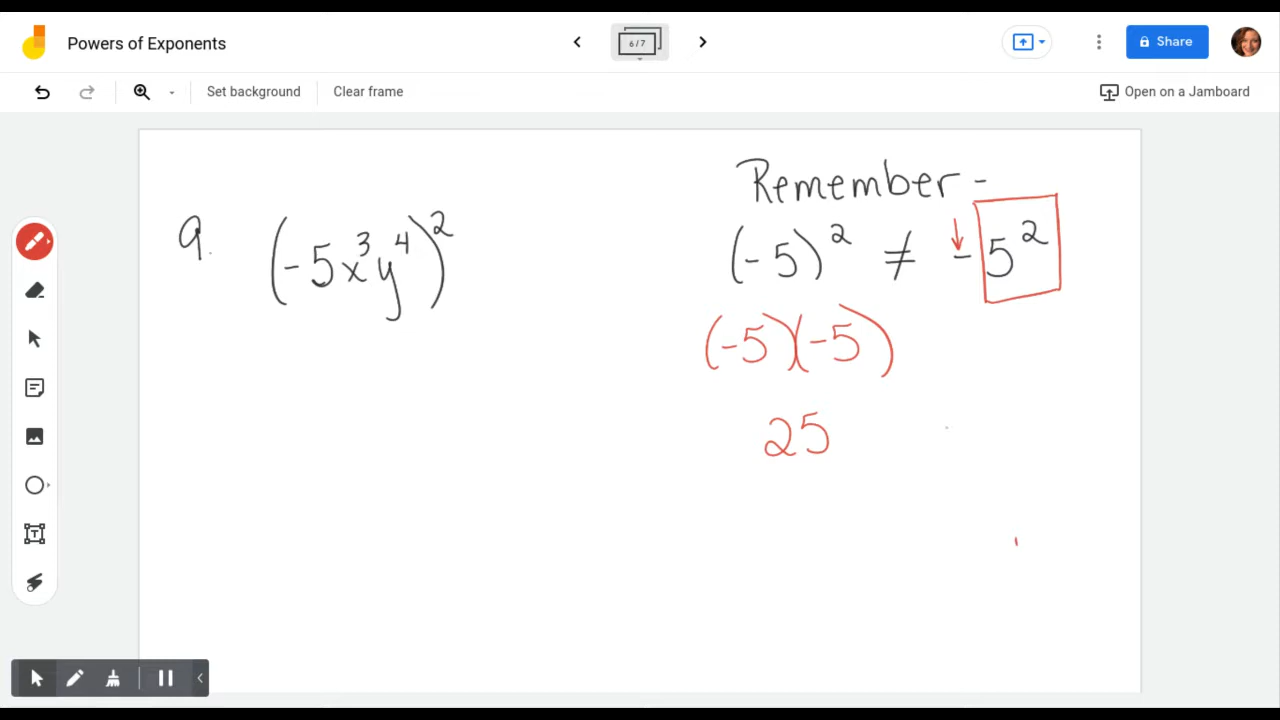 Powers of Exponents
6/7
Share
Set background
Clear frame
Open on a Jamboard
Remember -
9. (-5x³y⁴)²
(-5)² ≠ -5²
(-5)(-5)
25